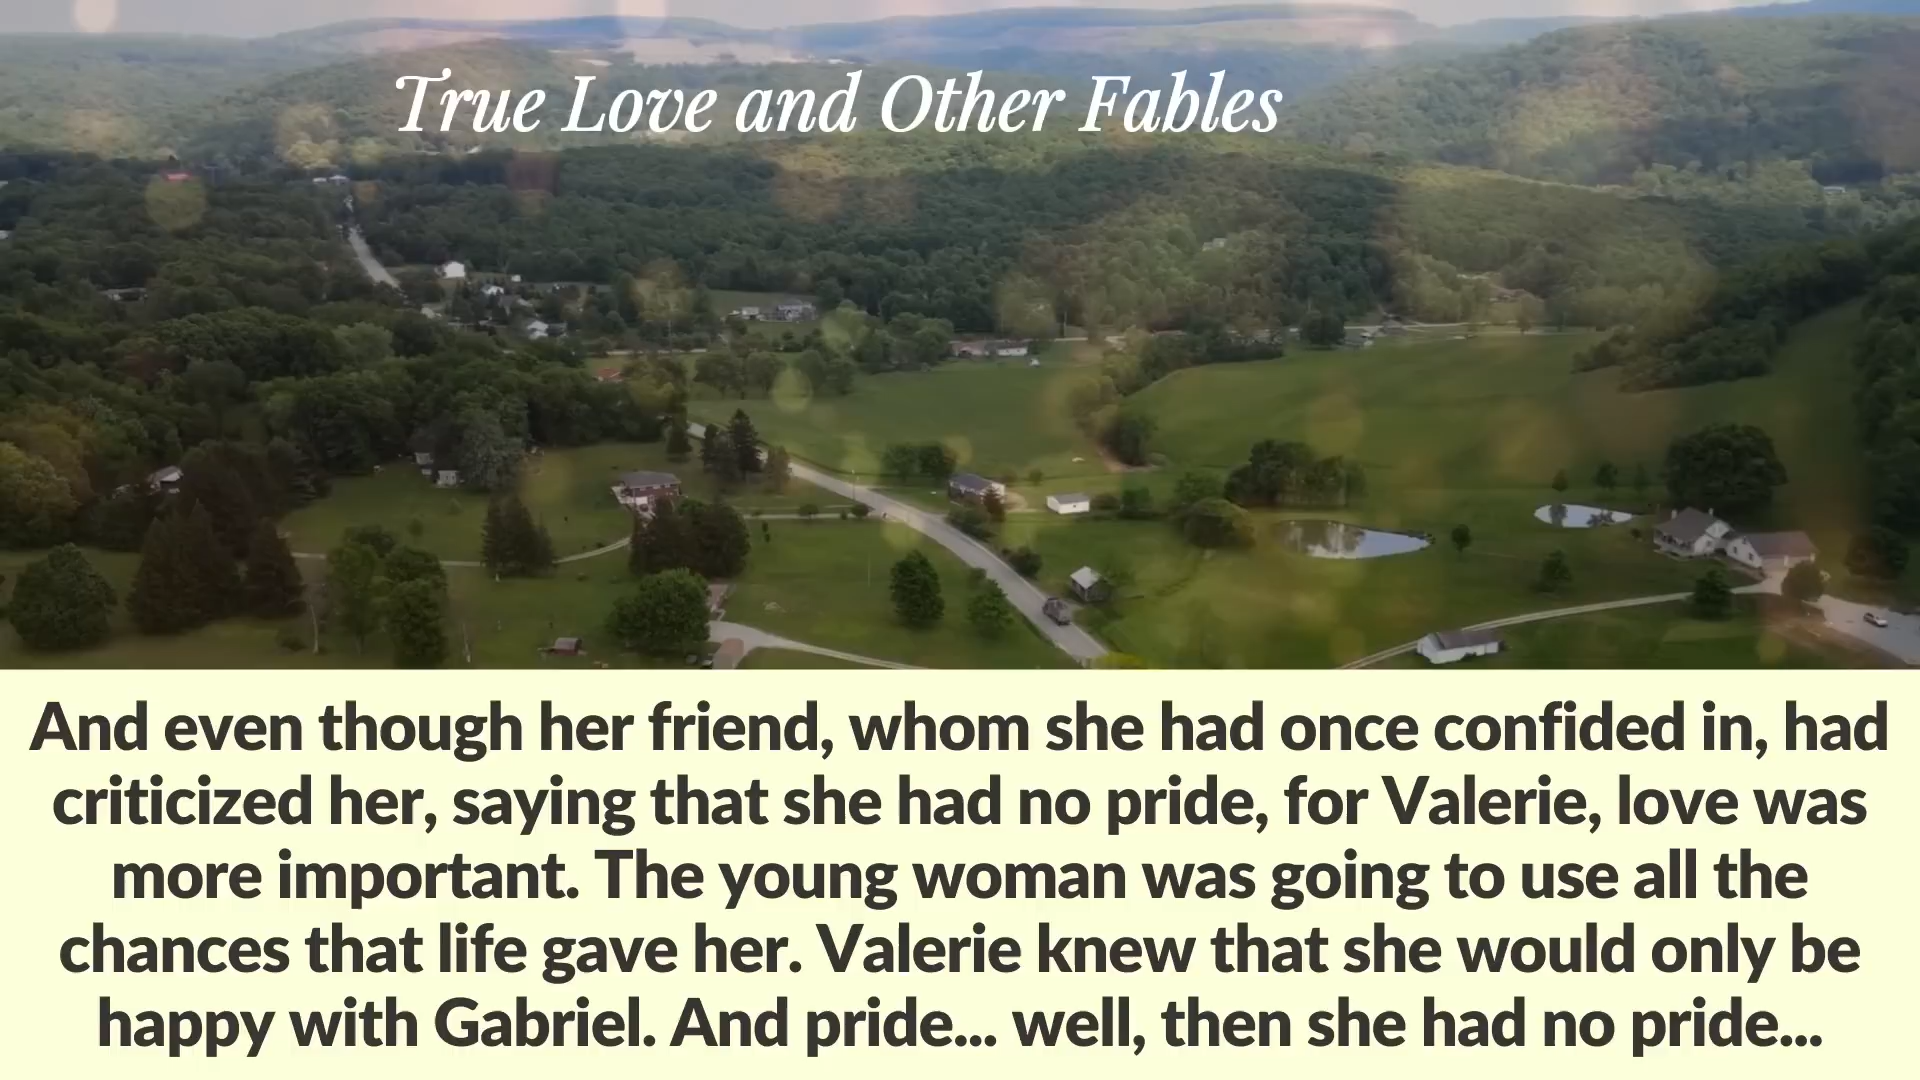 True Love and Other Fables
And even though her friend, whom she had once confided in, had
criticized her, saying that she had no pride, for Valerie, love was
more important. The young woman was going to use all the
chances that life gave her. Valerie knew that she would only be
happy with Gabriel. And pride... well, then she had no pride...